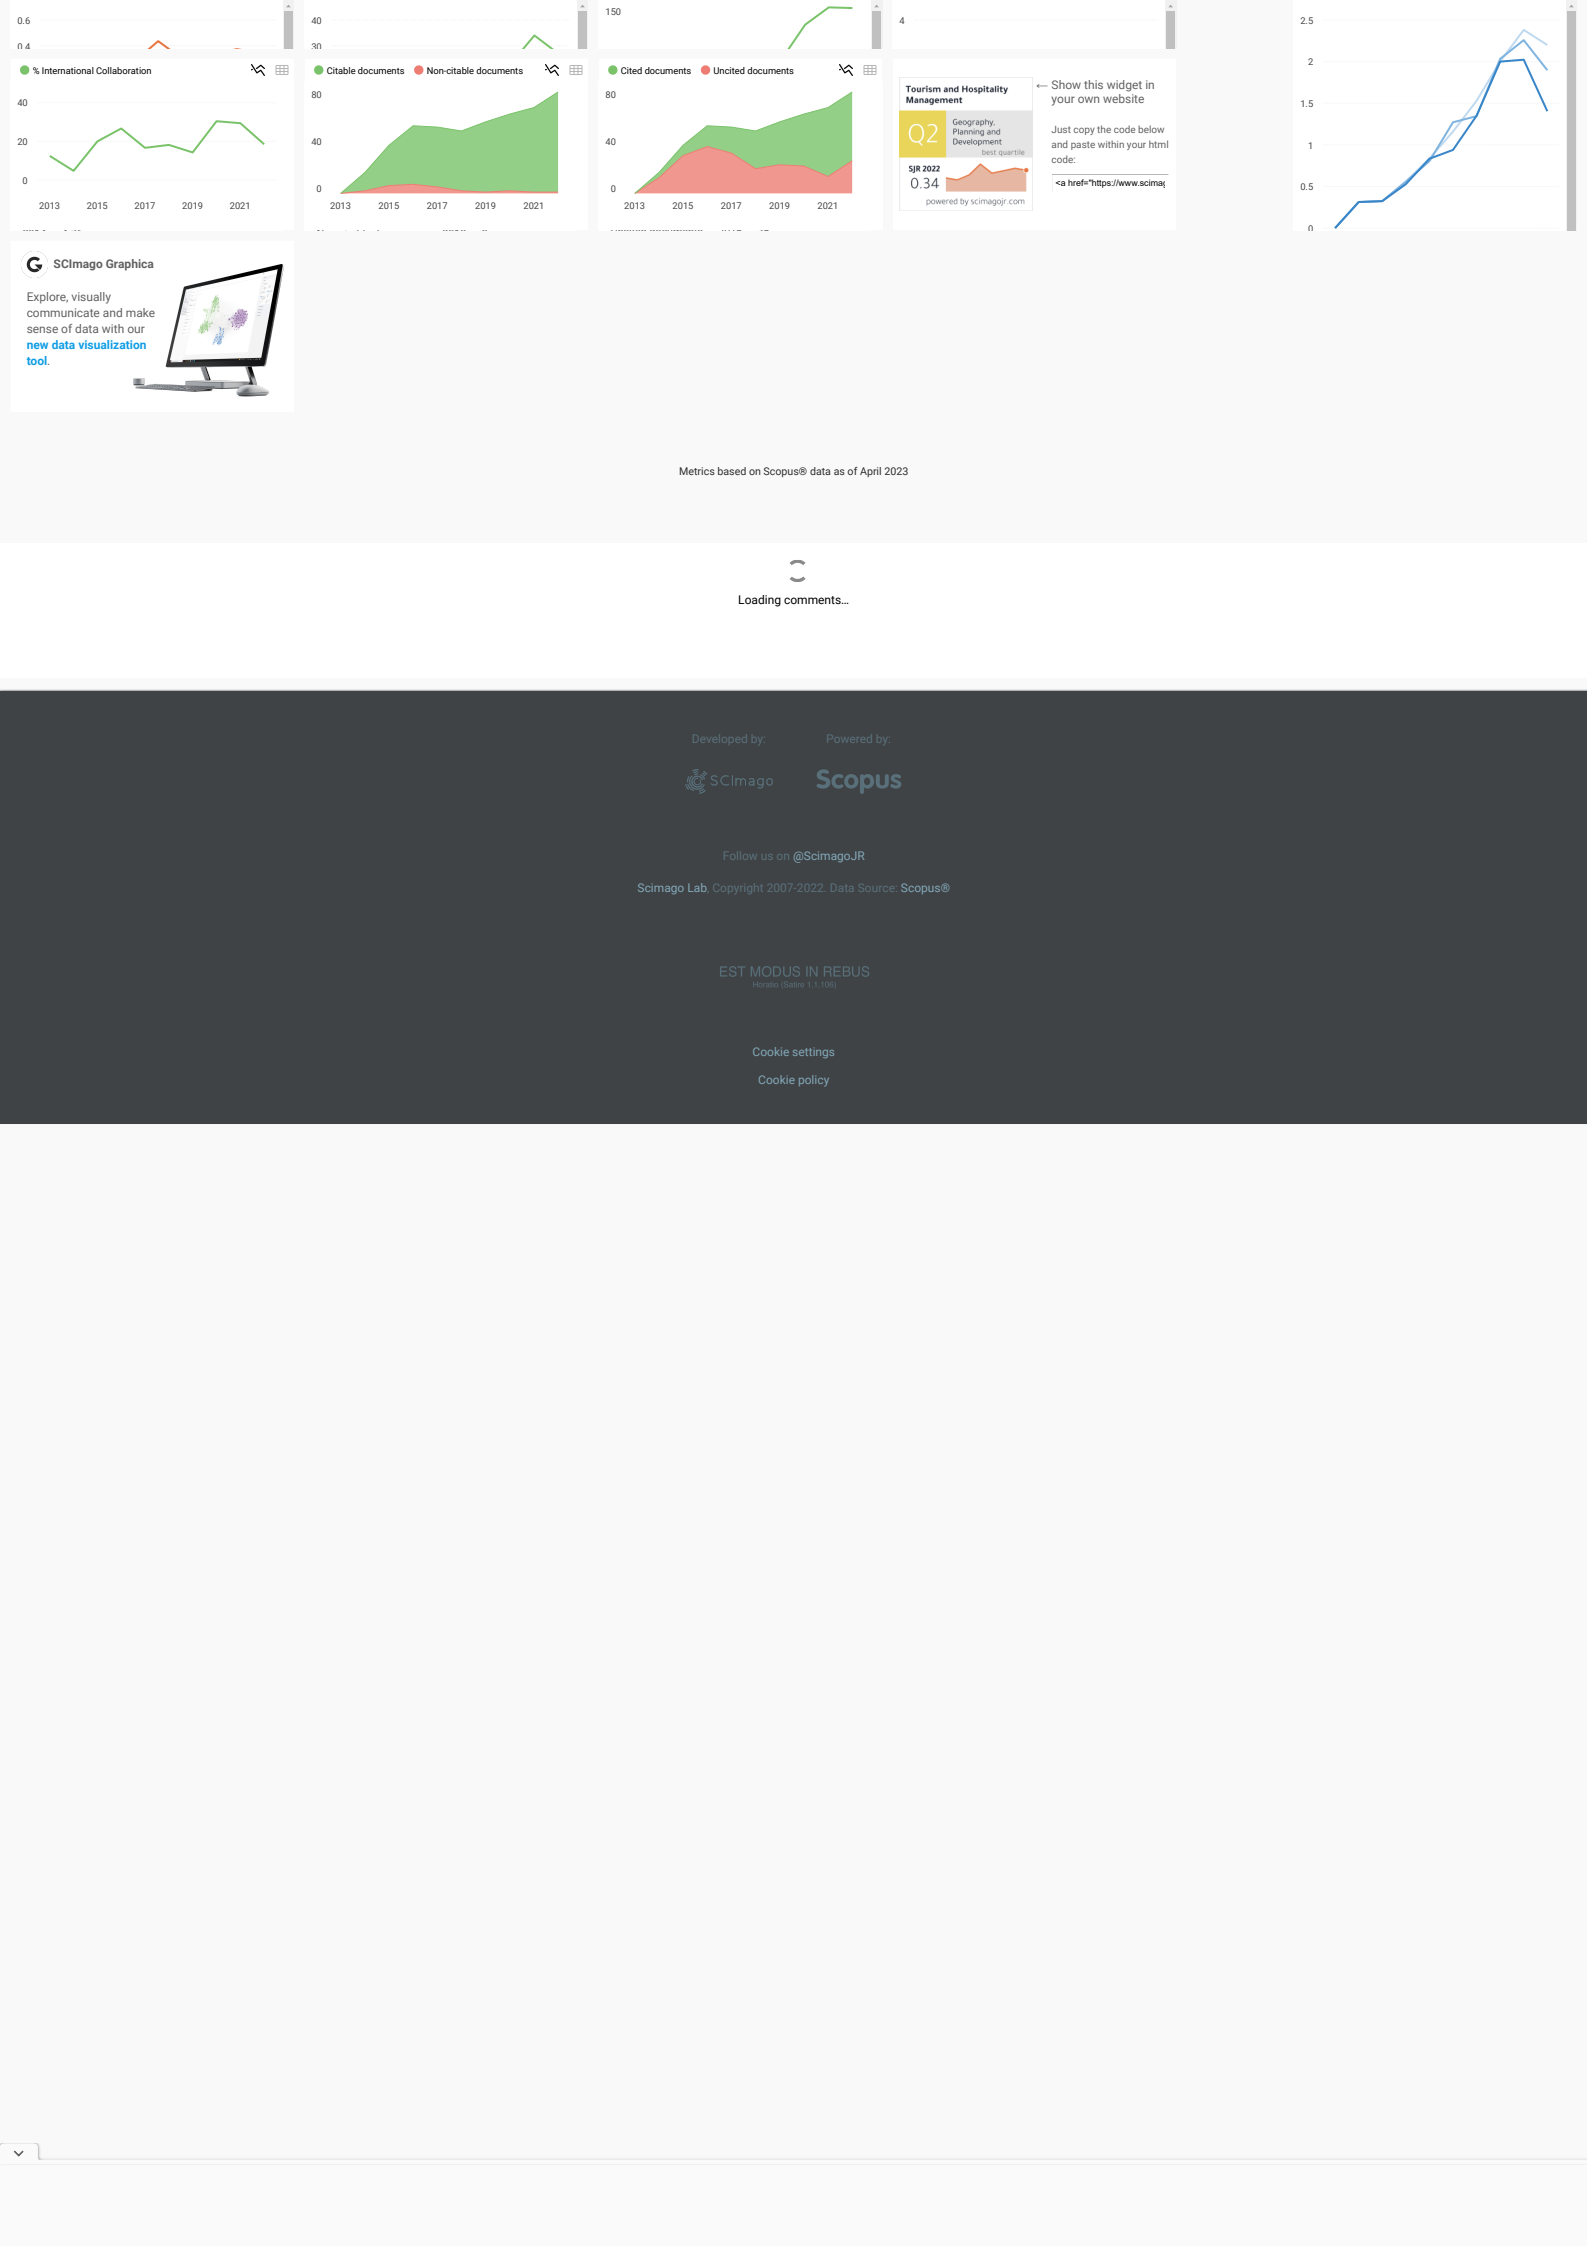 0.6
0.4
40
30
150
4
2.5
2
1.5
1
0.5
0
% International Collaboration
40
20
0
2013 2015 2017 2019 2021
Citable documents Non-citable documents
80
40
0
2013 2015 2017 2019 2021
Cited documents Uncited documents
80
40
0
2013 2015 2017 2019 2021
Tourism and Hospitality
Management
Q2
Geography,
Planning and
Development
best quartile
SJR 2022
0.34
powered by scimagojr.com
← Show this widget in
your own website
Just copy the code below
and paste within your html
code:
<a href="https://www.scimag
SCImago Graphica
Explore, visually
communicate and make
sense of data with our
new data visualization
tool.
Metrics based on Scopus® data as of April 2023
Loading comments...
Developed by: Powered by:
SCImago Scopus
Follow us on @ScimagoJR
Scimago Lab, Copyright 2007-2022. Data Source: Scopus®
EST MODUS IN REBUS
Horatio (Satire 1,1,106)
Cookie settings
Cookie policy